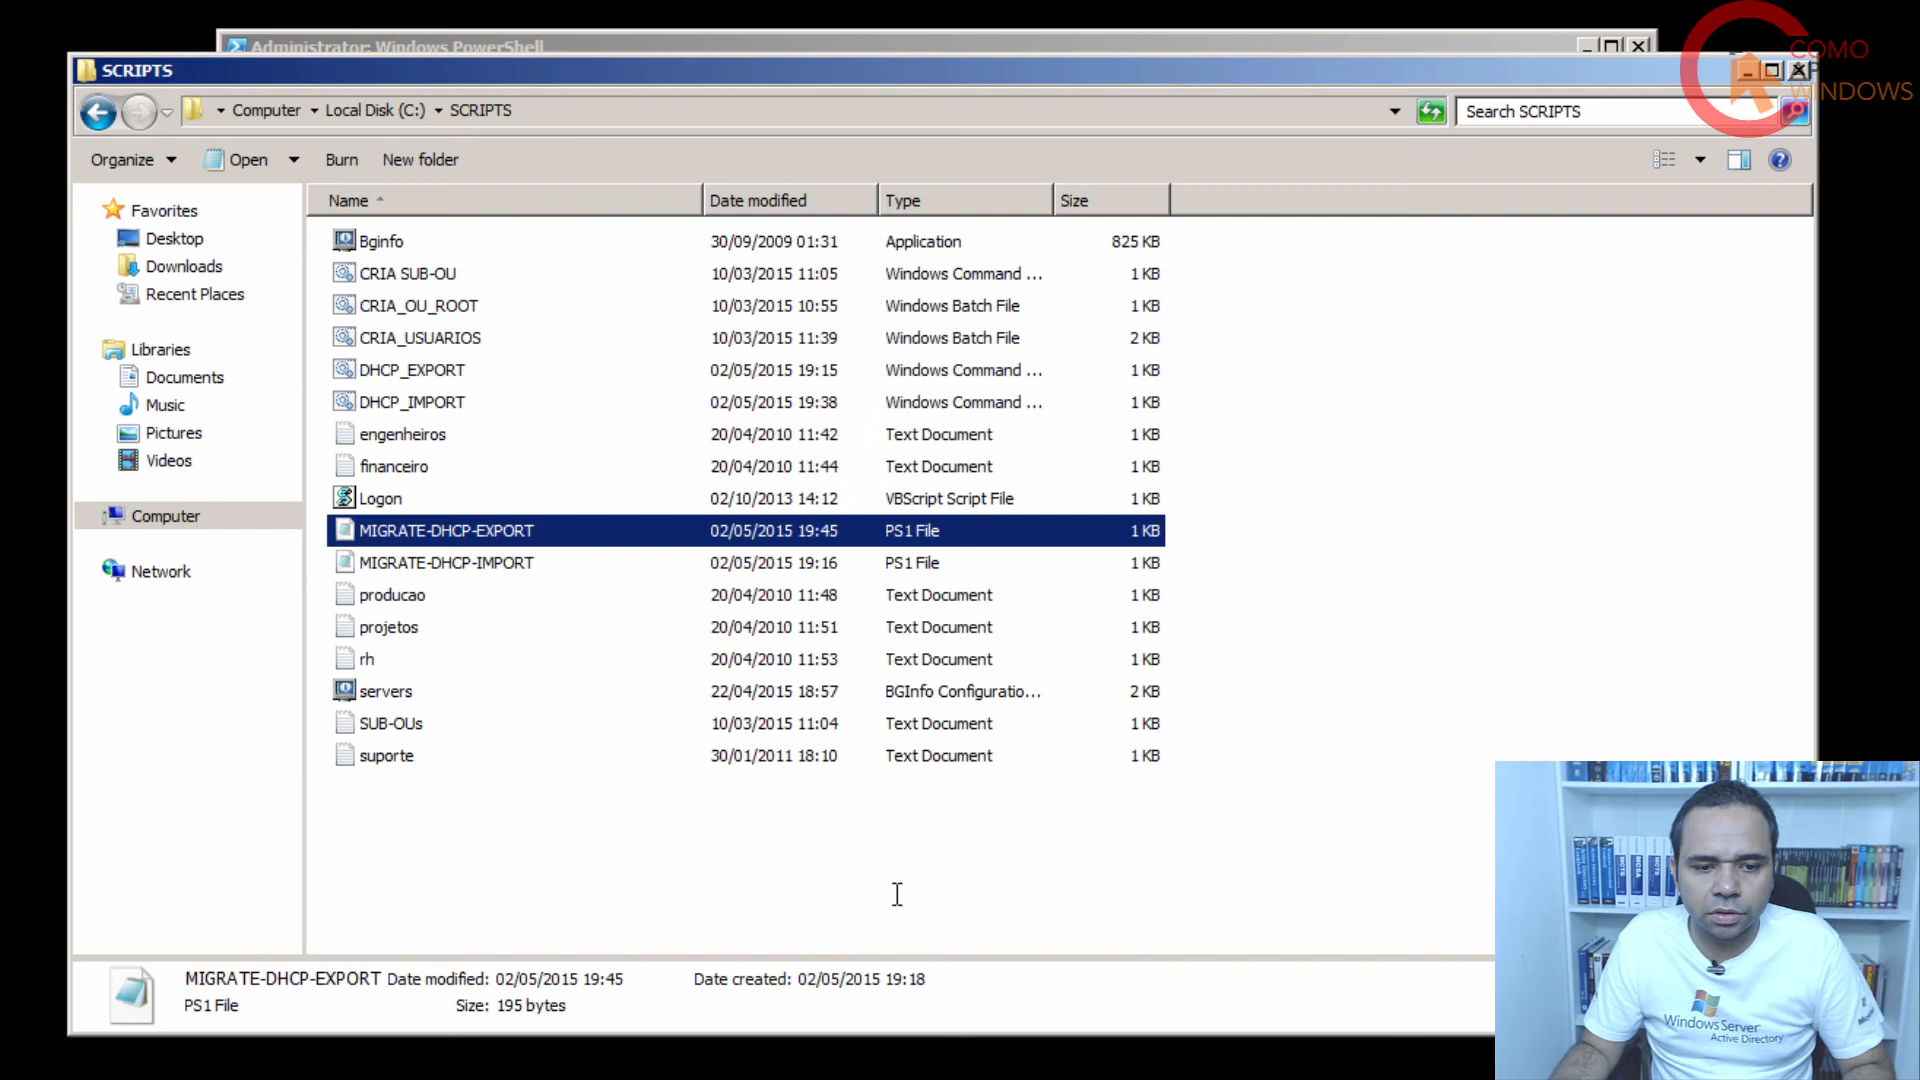 Administrator: Windows PowerShell
SCRIPTS
COMO
WINDOWS
Computer Local Disk (C:) SCRIPTS
Search SCRIPTS
Organize Open Burn New folder
Name Date modified Type Size
Favorites
Desktop
Downloads
Recent Places
Libraries
Documents
Music
Pictures
Videos
Computer
Network
Bginfo 30/09/2009 01:31 Application 825 KB
CRIA SUB-OU 10/03/2015 11:05 Windows Command ... 1 KB
CRIA_OU_ROOT 10/03/2015 10:55 Windows Batch File 1 KB
CRIA_USUARIOS 10/03/2015 11:39 Windows Batch File 2 KB
DHCP_EXPORT 02/05/2015 19:15 Windows Command ... 1 KB
DHCP_IMPORT 02/05/2015 19:38 Windows Command ... 1 KB
engenheiros 20/04/2010 11:42 Text Document 1 KB
financeiro 20/04/2010 11:44 Text Document 1 KB
Logon 02/10/2013 14:12 VBScript Script File 1 KB
MIGRATE-DHCP-EXPORT 02/05/2015 19:45 PS1 File 1 KB
MIGRATE-DHCP-IMPORT 02/05/2015 19:16 PS1 File 1 KB
producao 20/04/2010 11:48 Text Document 1 KB
projetos 20/04/2010 11:51 Text Document 1 KB
rh 20/04/2010 11:53 Text Document 1 KB
servers 22/04/2015 18:57 BGInfo Configuratio... 2 KB
SUB-OUs 10/03/2015 11:04 Text Document 1 KB
suporte 30/01/2011 18:10 Text Document 1 KB
MIGRATE-DHCP-EXPORT Date modified: 02/05/2015 19:45 Date created: 02/05/2015 19:18
PS1 File Size: 195 bytes
MCSA
MCTS
Windows Server
Active Directory